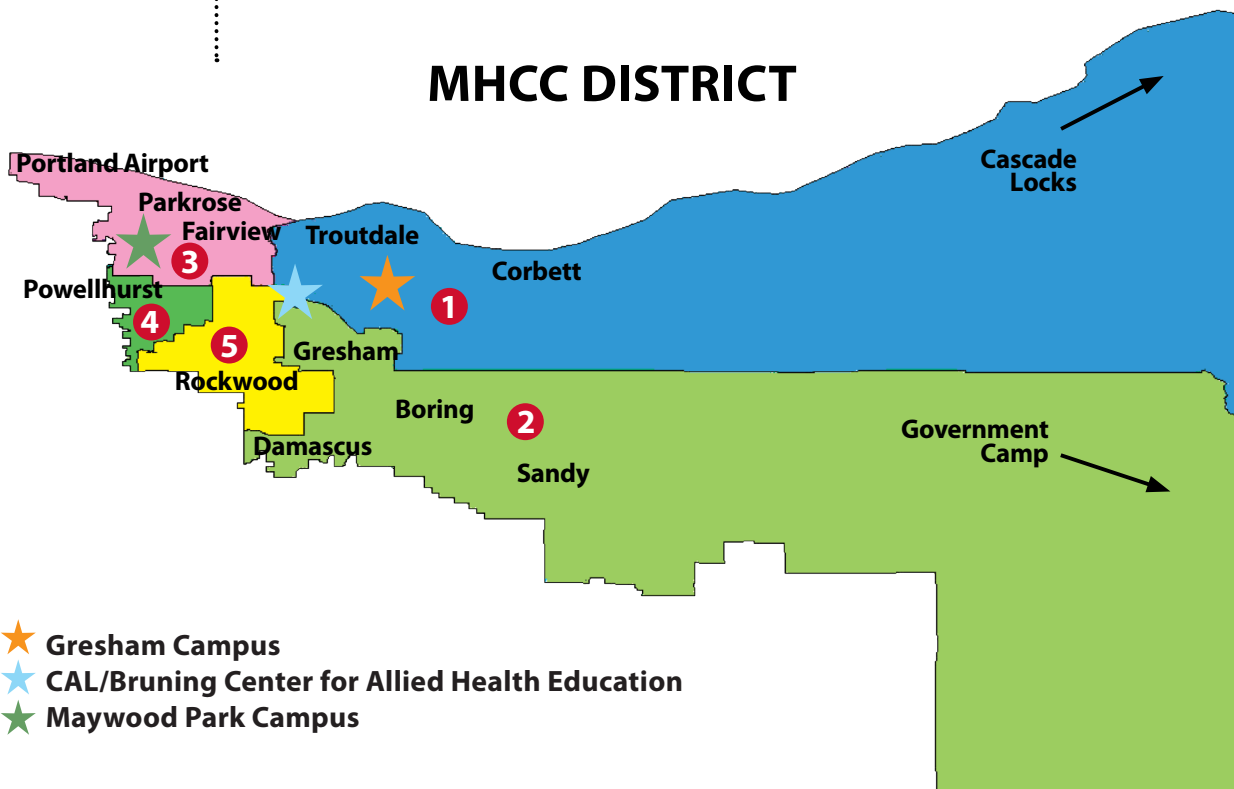 MHCC DISTRICT
Portland Airport
Parkrose
Fairview
3
Troutdale
Corbett
1
Cascade
Locks
Powellhurst
4
5
Rockwood
Gresham
Boring
2
Sandy
Damascus
Government
Camp
Gresham Campus
CAL/Bruning Center for Allied Health Education
Maywood Park Campus